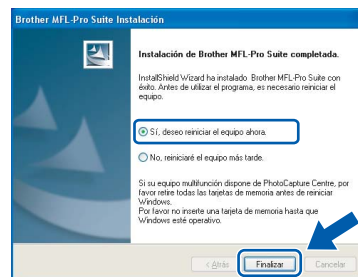 Brother MFL-Pro Suite Instalación
Instalación de Brother MFL-Pro Suite completada.
InstallShield Wizard ha instalado Brother MFL-Pro Suite con
éxito. Antes de utilizar el programa, es necesario reiniciar el
equipo.
Sí, deseo reiniciar el equipo ahora.
No, reiniciaré el equipo más tarde.
Si su equipo multifunción dispone de PhotoCapture Centre, por
favor retire todas las tarjetas de memoria antes de reiniciar
Windows.
Por favor no inserte una tarjeta de memoria hasta que
Windows esté operativo.
< Atrás Finalizar Cancelar